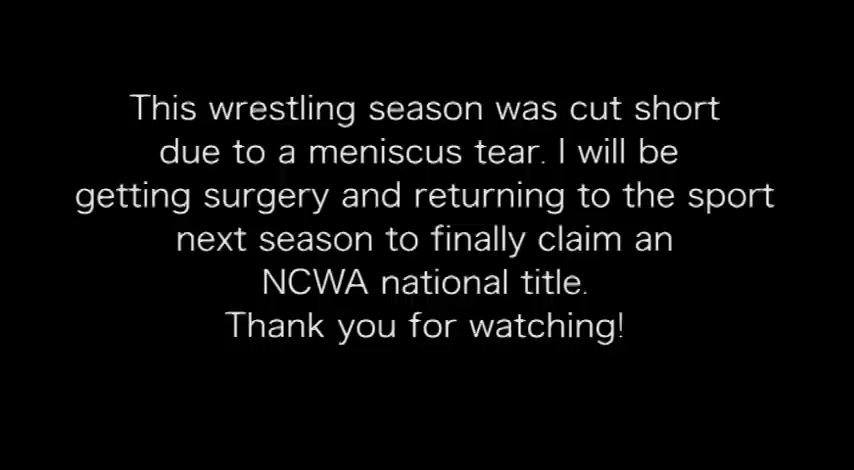 This wrestling season was cut short
due to a meniscus tear. I will be
getting surgery and returning to the sport
next season to finally claim an
NCWA national title.
Thank you for watching!